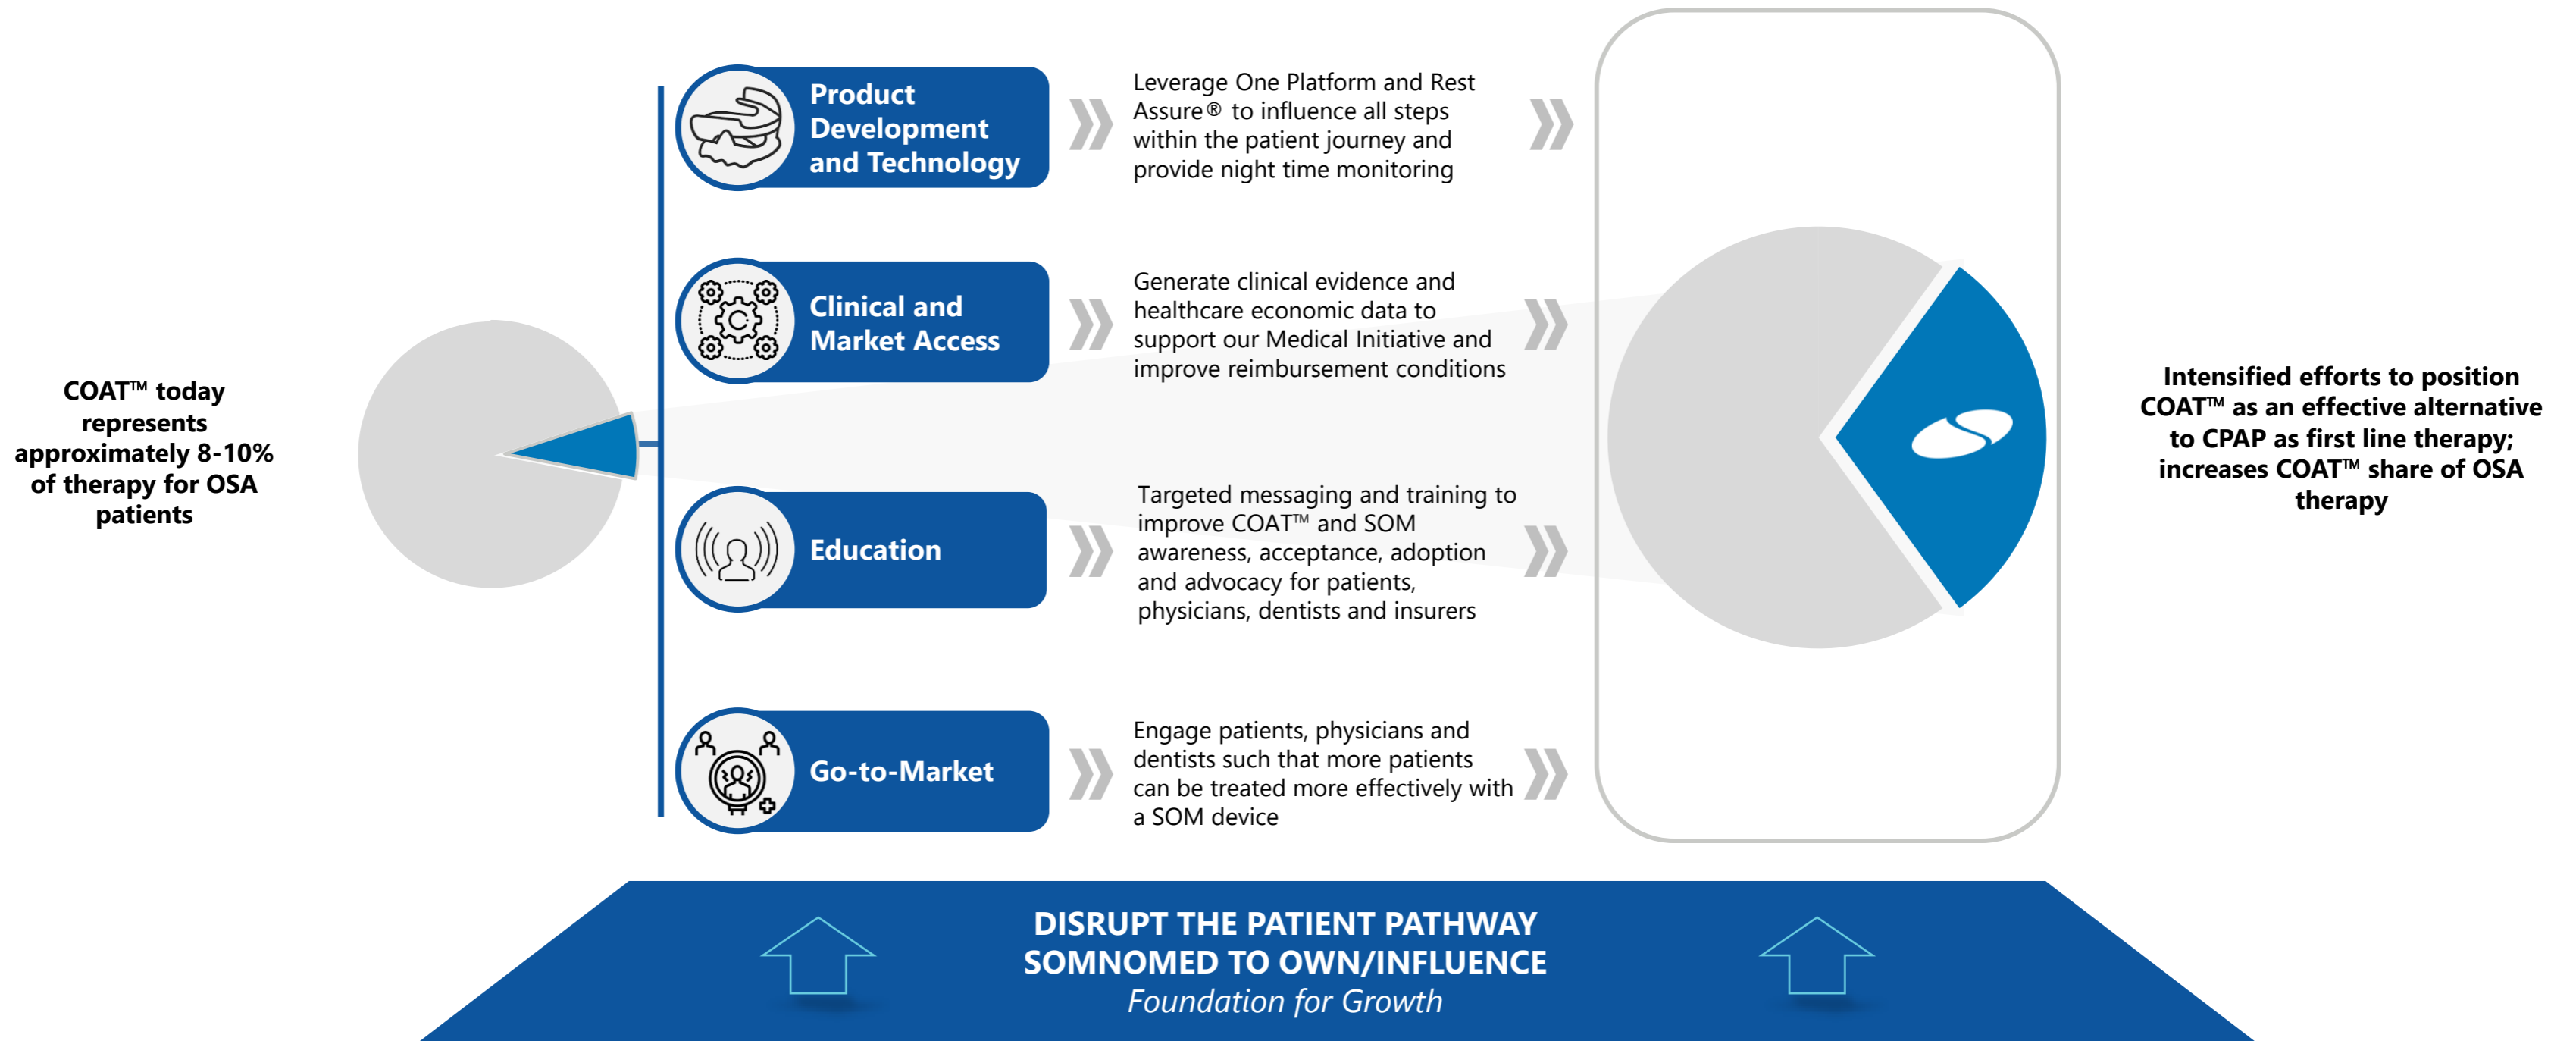 COAT™ today
represents
approximately 8-10%
of therapy for OSA
patients
Product
Development
and Technology
Leverage One Platform and Rest
Assure® to influence all steps
within the patient journey and
provide night time monitoring
Clinical and
Market Access
Generate clinical evidence and
healthcare economic data to
support our Medical Initiative and
improve reimbursement conditions
Education
Targeted messaging and training to
improve COAT™ and SOM
awareness, acceptance, adoption
and advocacy for patients,
physicians, dentists and insurers
Go-to-Market
Engage patients, physicians and
dentists such that more patients
can be treated more effectively with
a SOM device
Intensified efforts to position
COAT™ as an effective alternative
to CPAP as first line therapy;
increases COAT™ share of OSA
therapy
DISRUPT THE PATIENT PATHWAY
SOMNOMED TO OWN/INFLUENCE
Foundation for Growth